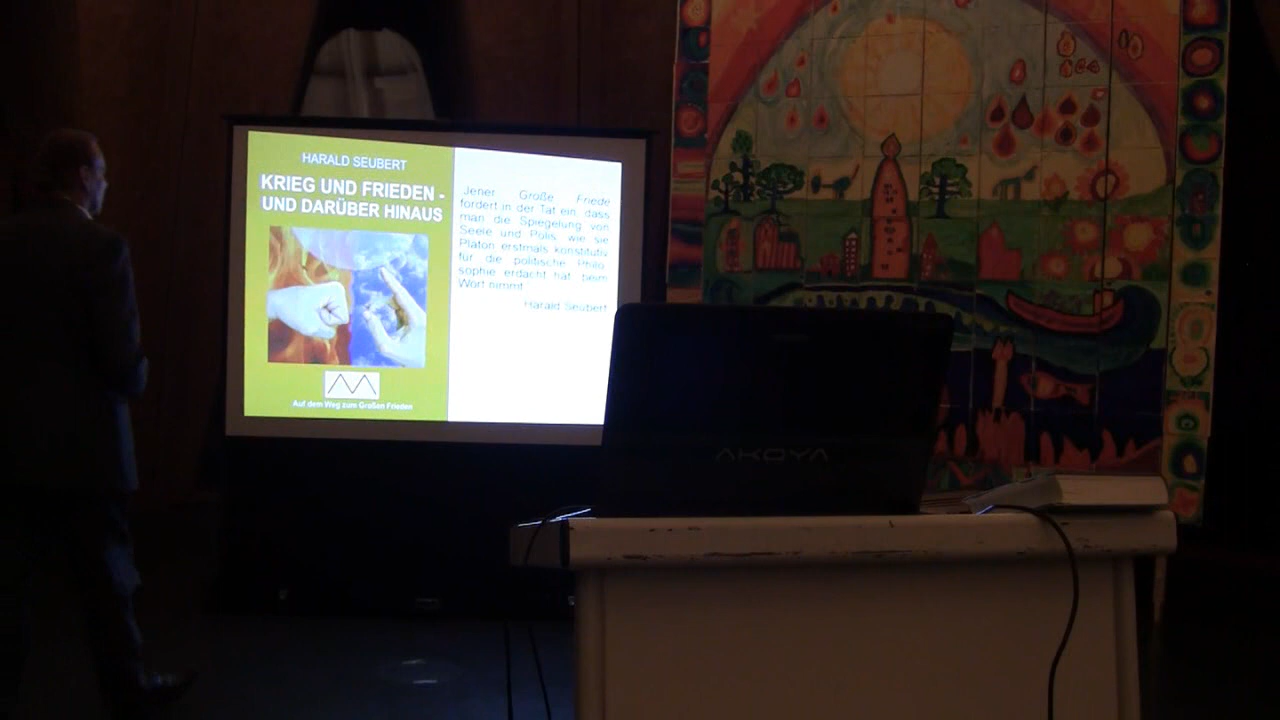 HARALD SEUBERT
KRIEG UND FRIEDEN -
UND DARÜBER HINAUS
Auf dem Weg zum Großen Frieden
Jener Große Friede
fordert in der Tat ein, dass
man die Spiegelung von
Seele und Polis, wie sie
Platon erstmals konstitutiv
für die politische Philo-
sophie erdacht hat, beim
Wort nimmt.
Harald Seubert
AKOYA